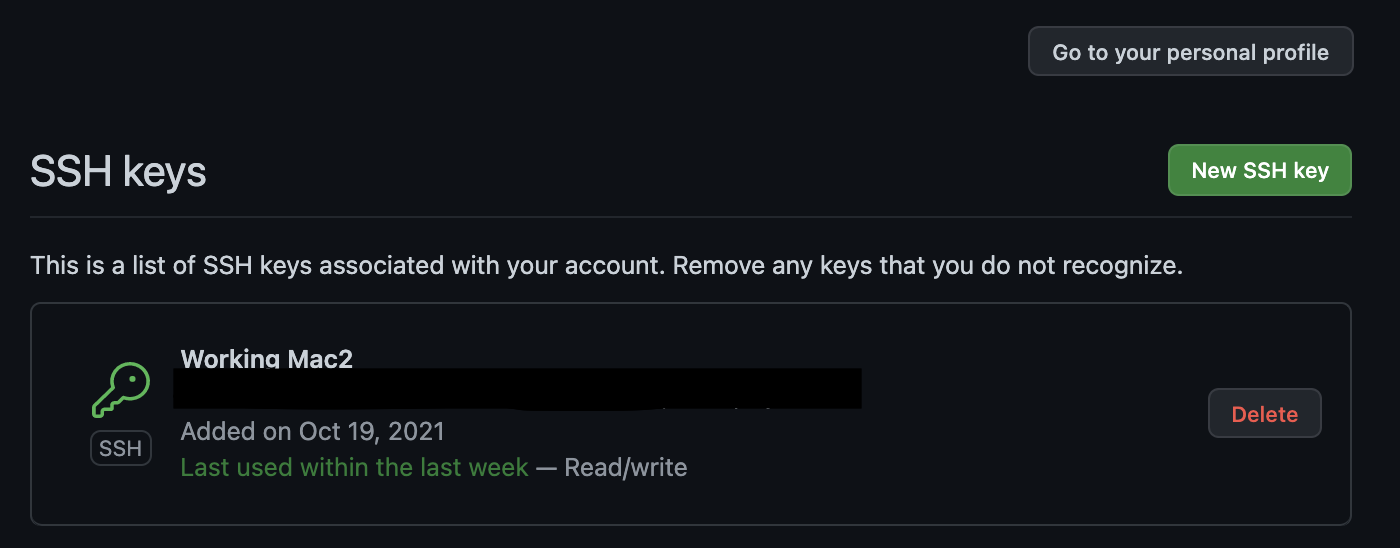 Go to your personal profile
SSH keys
New SSH key
This is a list of SSH keys associated with your account. Remove any keys that you do not recognize.
Working Mac2
SSH
Added on Oct 19, 2021
Last used within the last week — Read/write
Delete